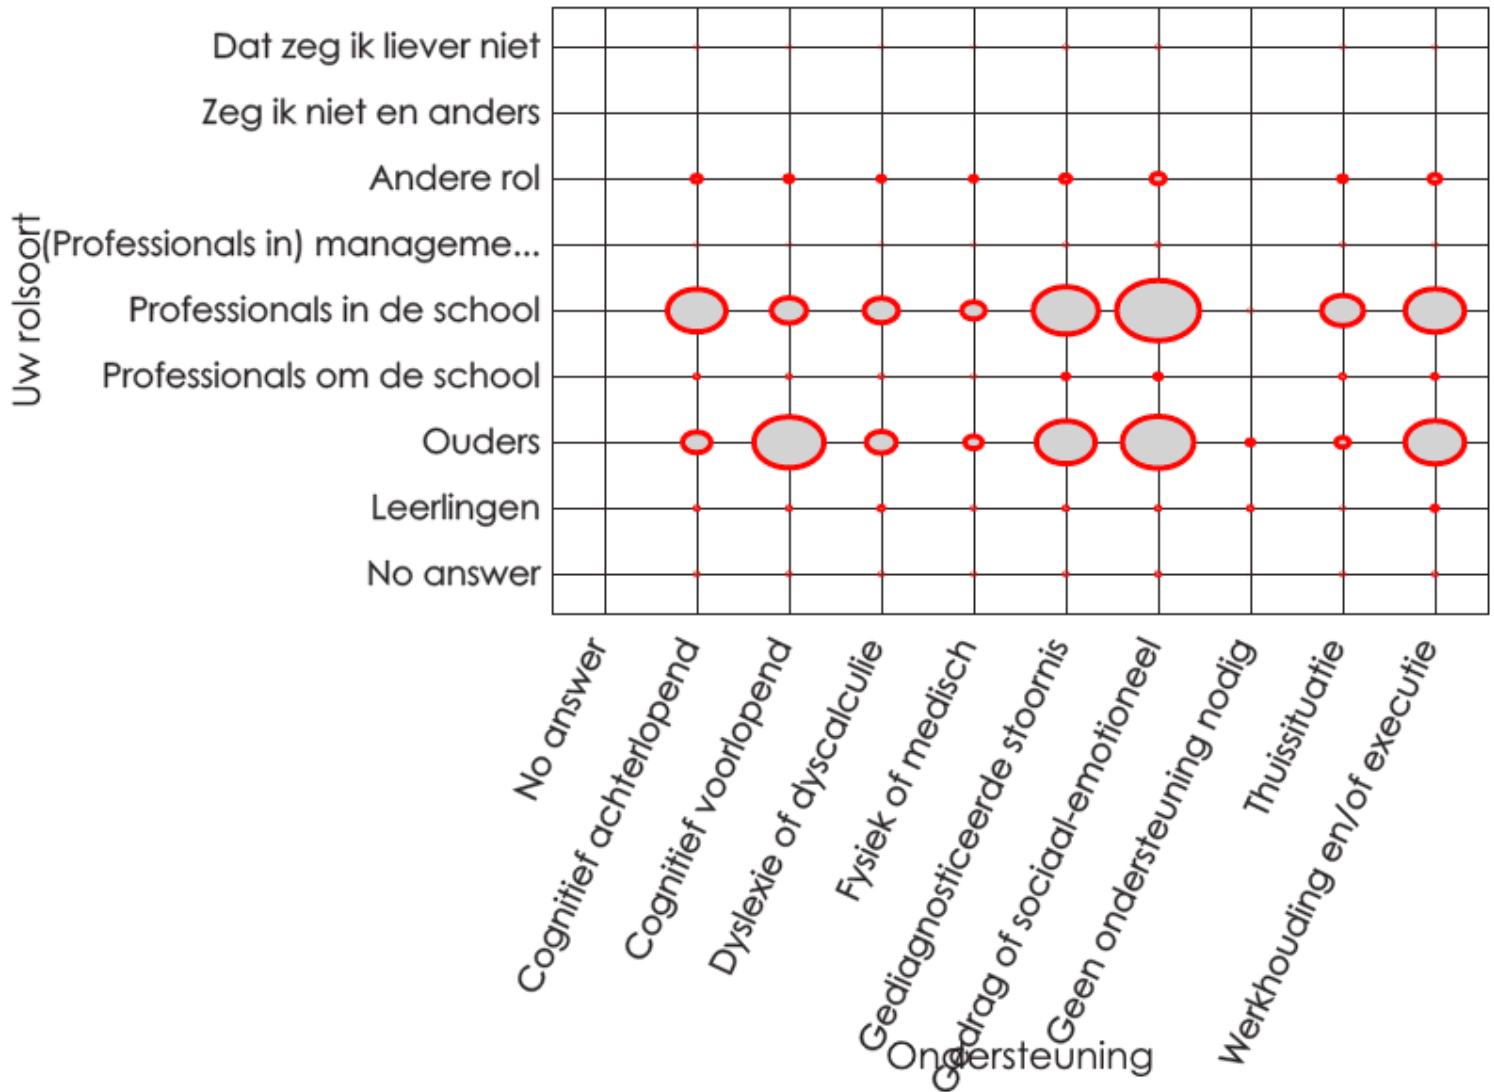 Dat zeg ik liever niet
Zeg ik niet en anders
Andere rol
(Professionals in) manageme...
Professionals in de school
Professionals om de school
Ouders
Leerlingen
No answer
Uw rolsoort
No answer
Cognitief achterlopend
Cognitief voorlopend
Dyslexie of dyscalculie
Fysiek of medisch
Gediagnosticeerde stoornis
Gedrag of sociaal-emotioneel
Geen ondersteuning nodig
Thuissituatie
Werkhouding en/of executie
Ondersteuning